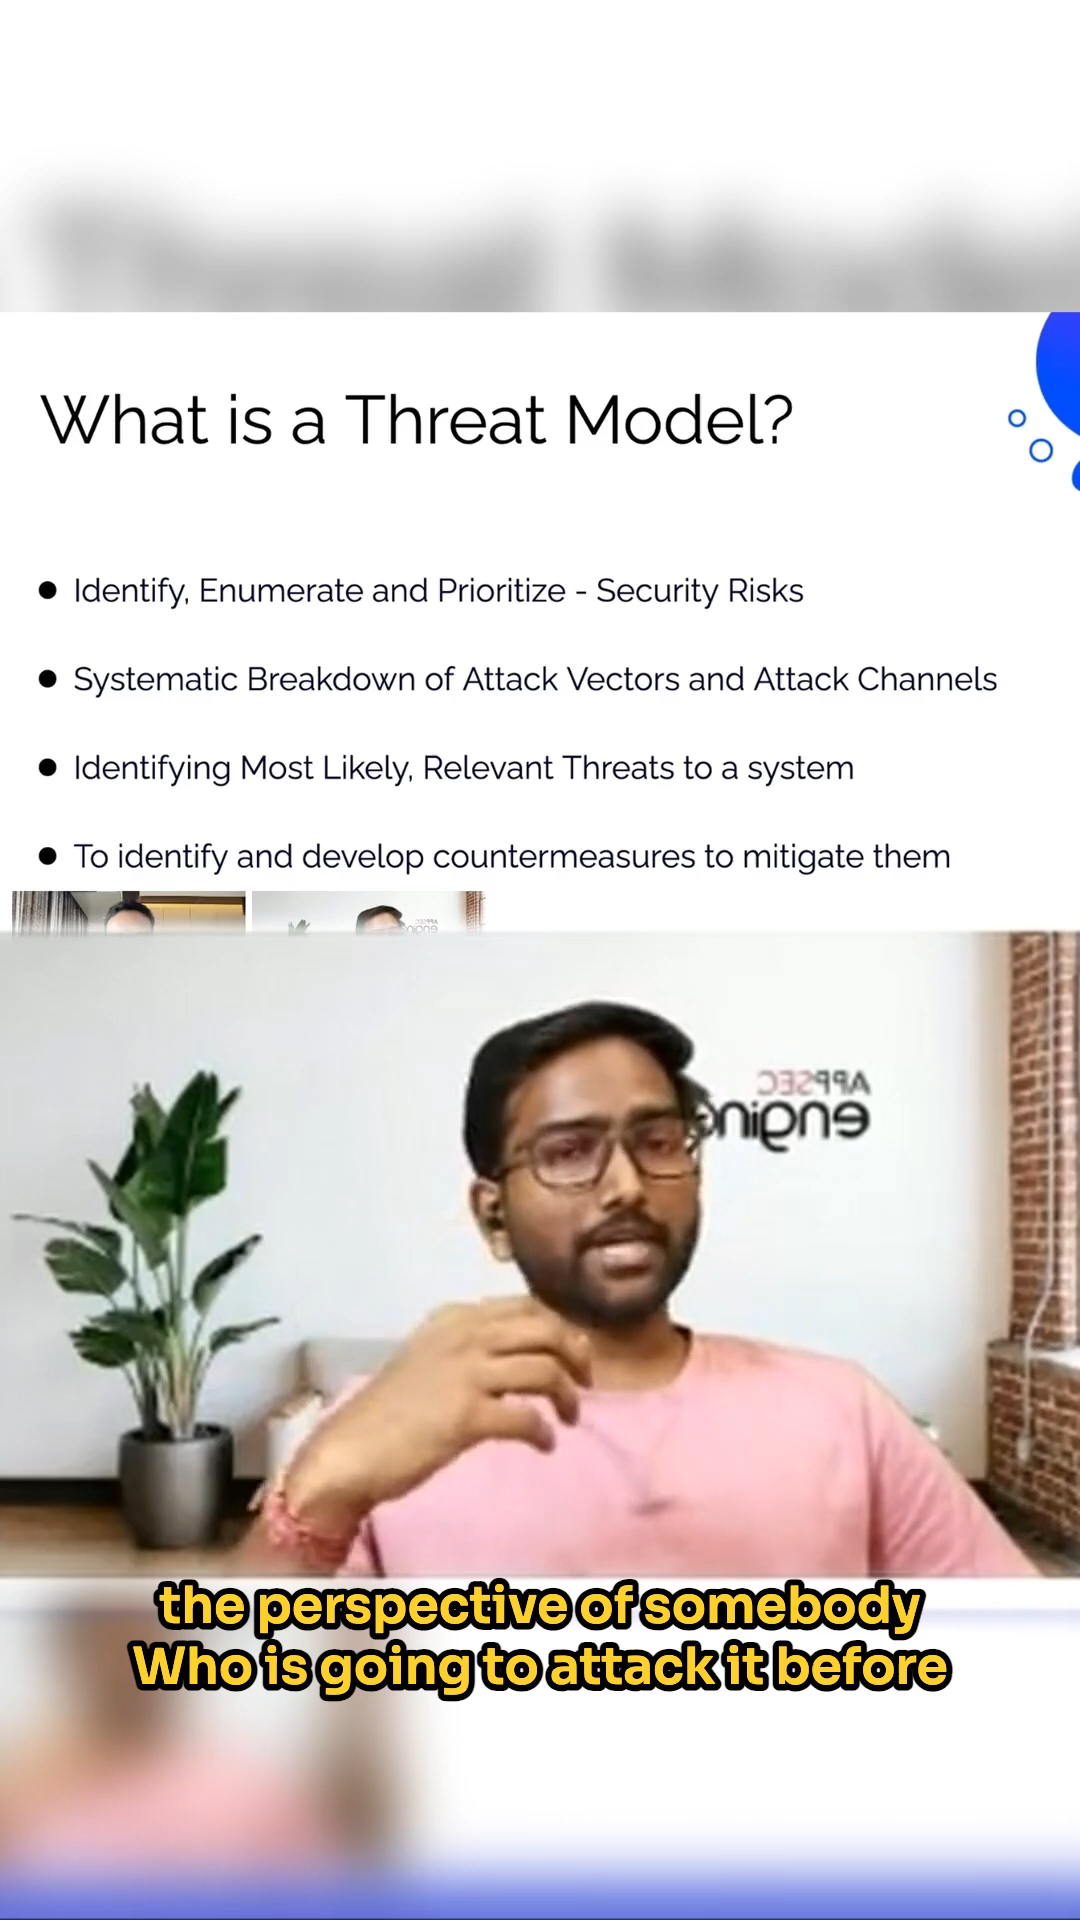 What is a Threat Model?
Identify, Enumerate and Prioritize - Security Risks
Systematic Breakdown of Attack Vectors and Attack Channels
Identifying Most Likely, Relevant Threats to a system
To identify and develop countermeasures to mitigate them
APPSEC
engine
the perspective of somebody
Who is going to attack it before